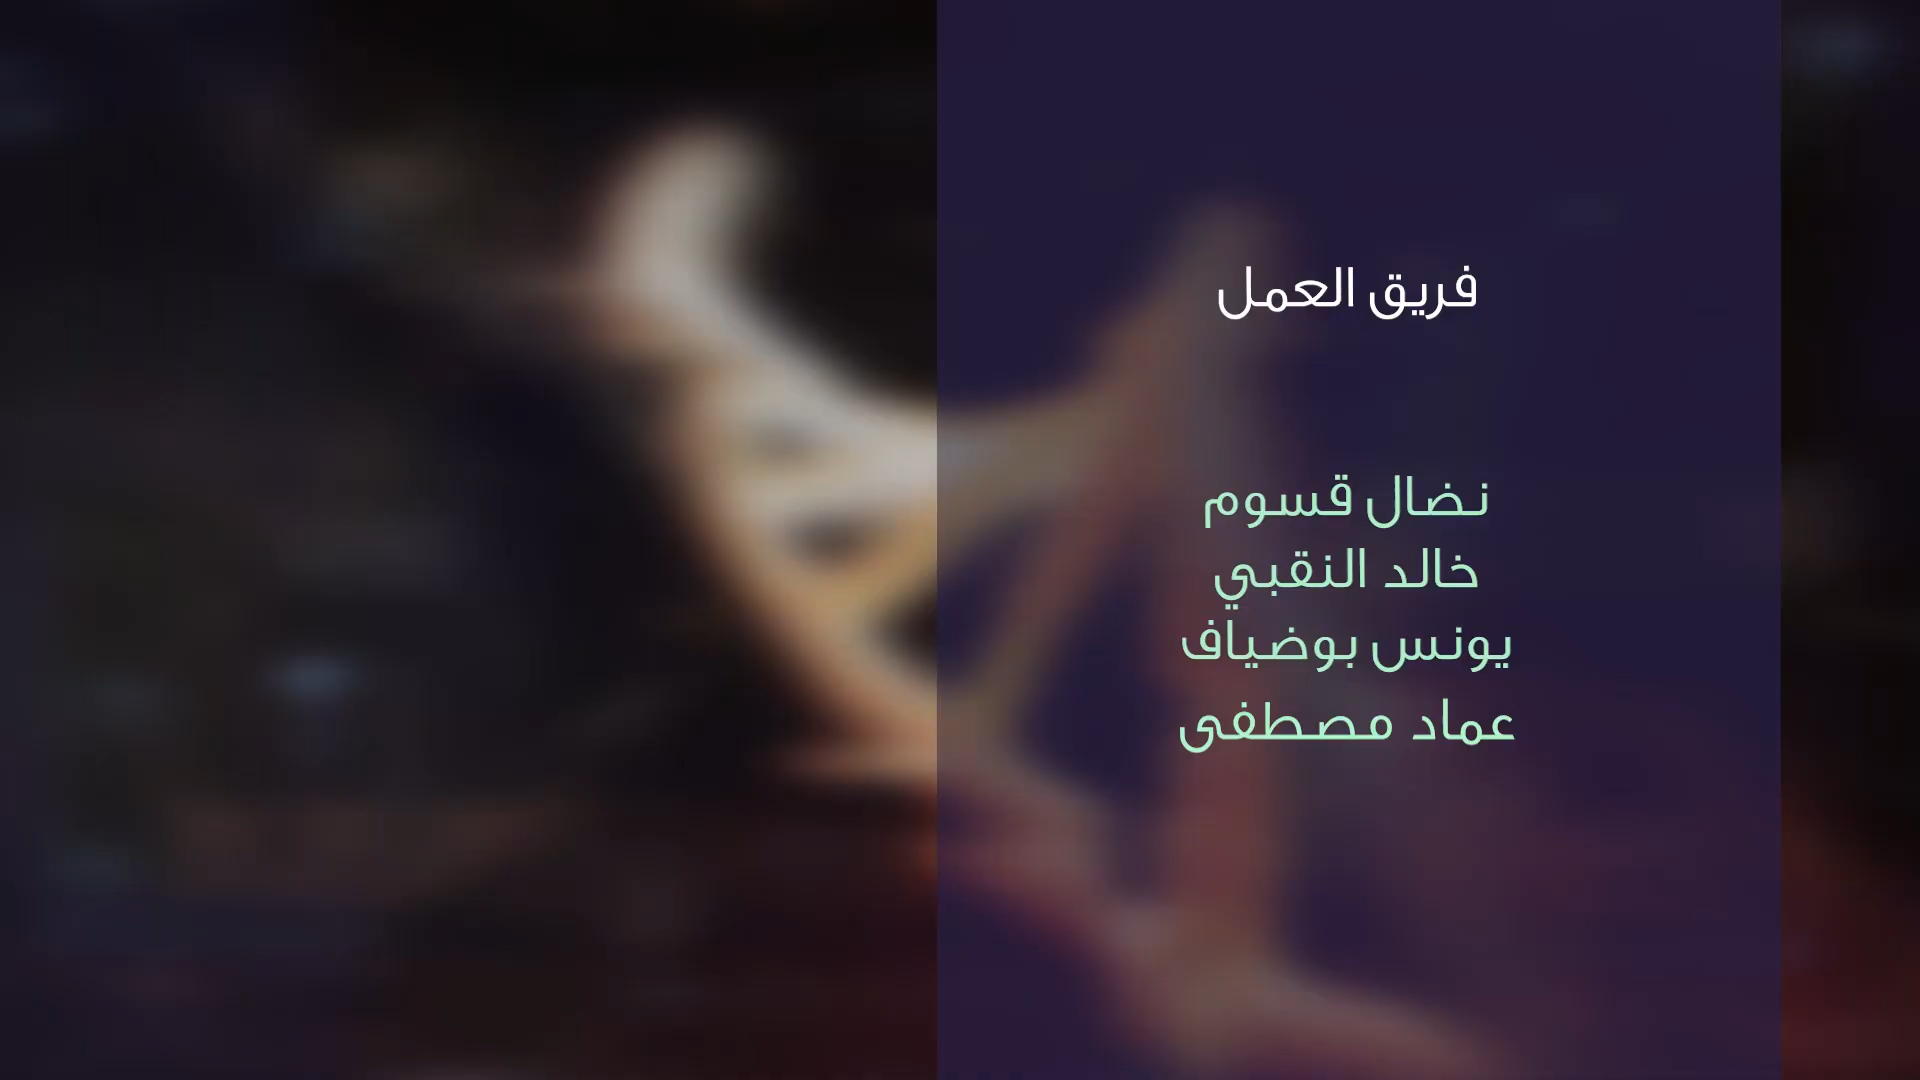 فريق العمل
نضال قسوم
خالد النقبي
يونس بوضياف
عماد مصطفى